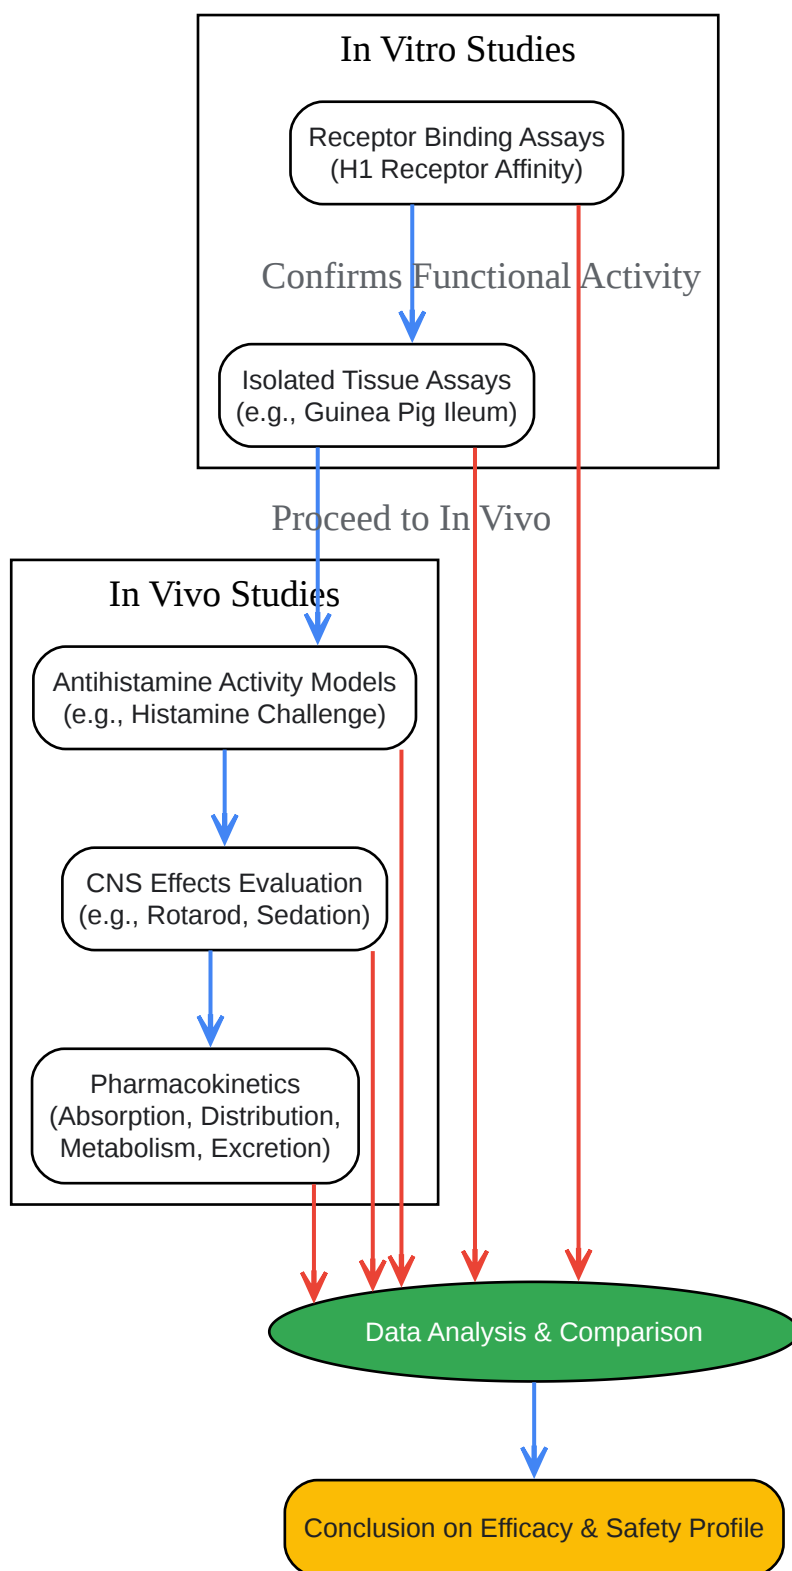 In Vitro Studies
Receptor Binding Assays
(H1 Receptor Affinity)
Confirms Functional Activity
Isolated Tissue Assays
(e.g., Guinea Pig Ileum)
Proceed to In Vivo
In Vivo Studies
Antihistamine Activity Models
(e.g., Histamine Challenge)
CNS Effects Evaluation
(e.g., Rotarod, Sedation)
Pharmacokinetics
(Absorption, Distribution,
Metabolism, Excretion)
Data Analysis & Comparison
Conclusion on Efficacy & Safety Profile